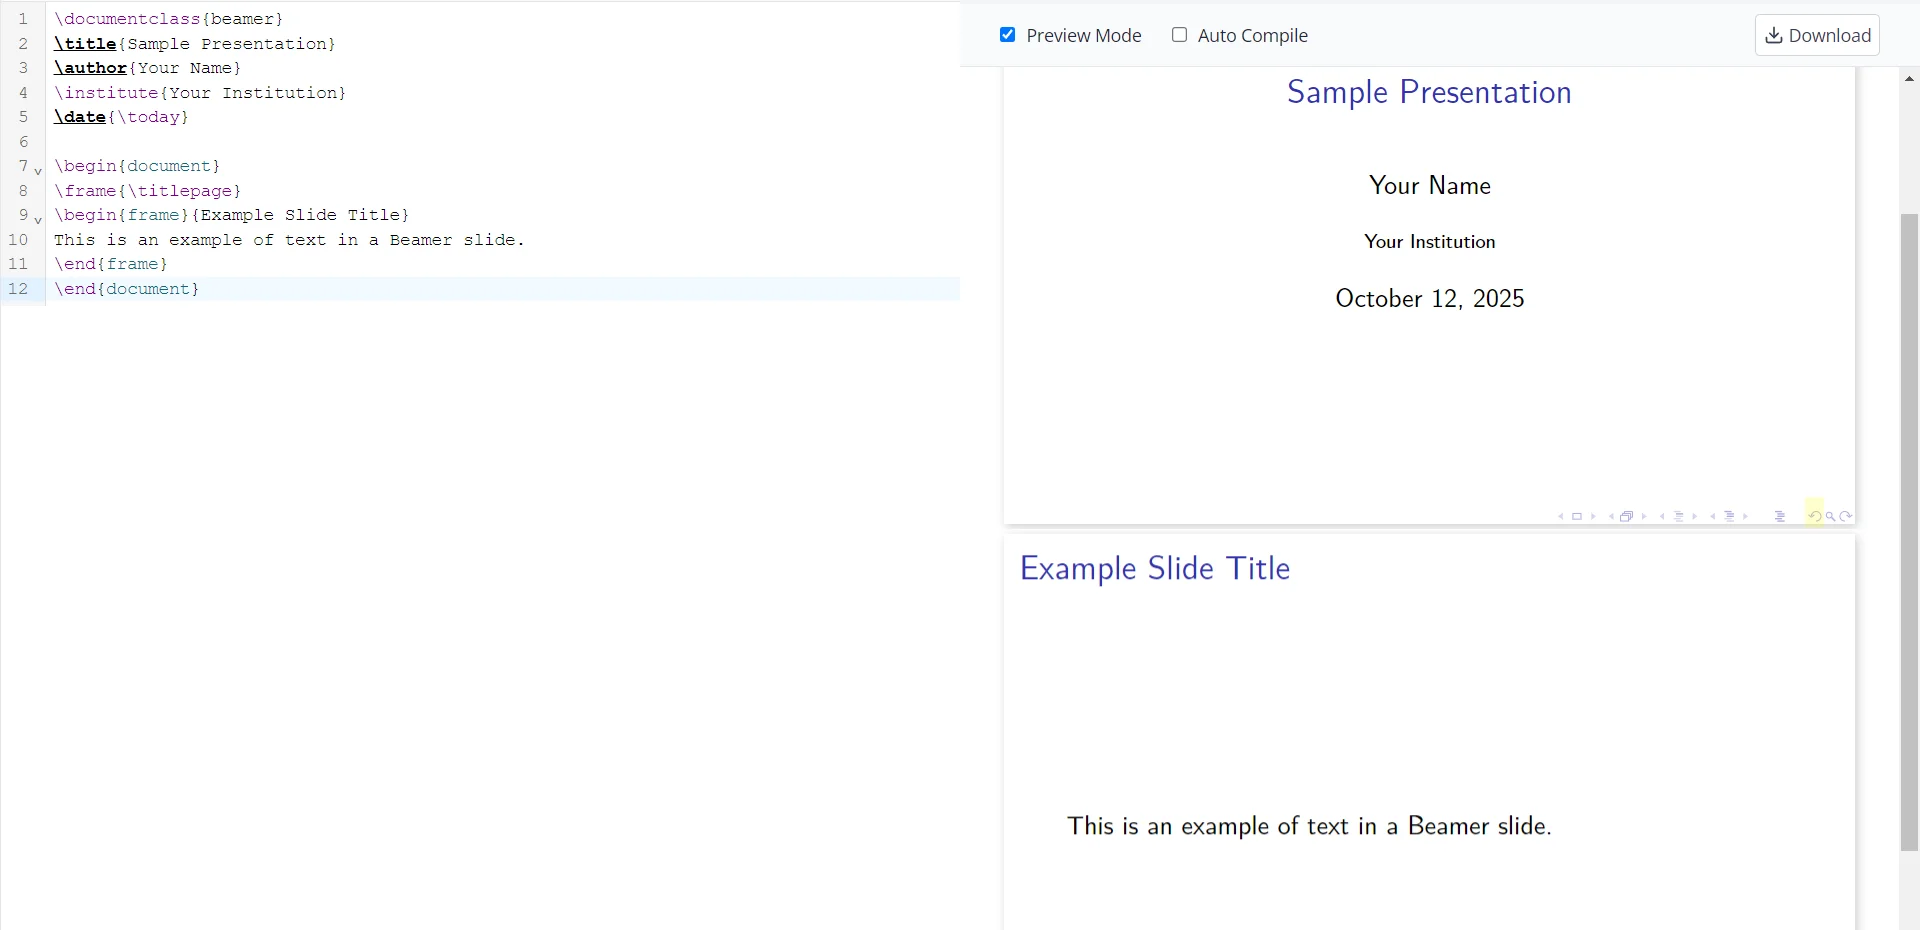 1 \documentclass{beamer}
2 \title{Sample Presentation}
3 \author{Your Name}
4 \institute{Your Institution}
5 \date{\today}
6
7 \begin{document}
8 \frame{\titlepage}
9 \begin{frame}{Example Slide Title}
10 This is an example of text in a Beamer slide.
11 \end{frame}
12 \end{document}
Preview Mode Auto Compile Download
Sample Presentation
Your Name
Your Institution
October 12, 2025
Example Slide Title
This is an example of text in a Beamer slide.